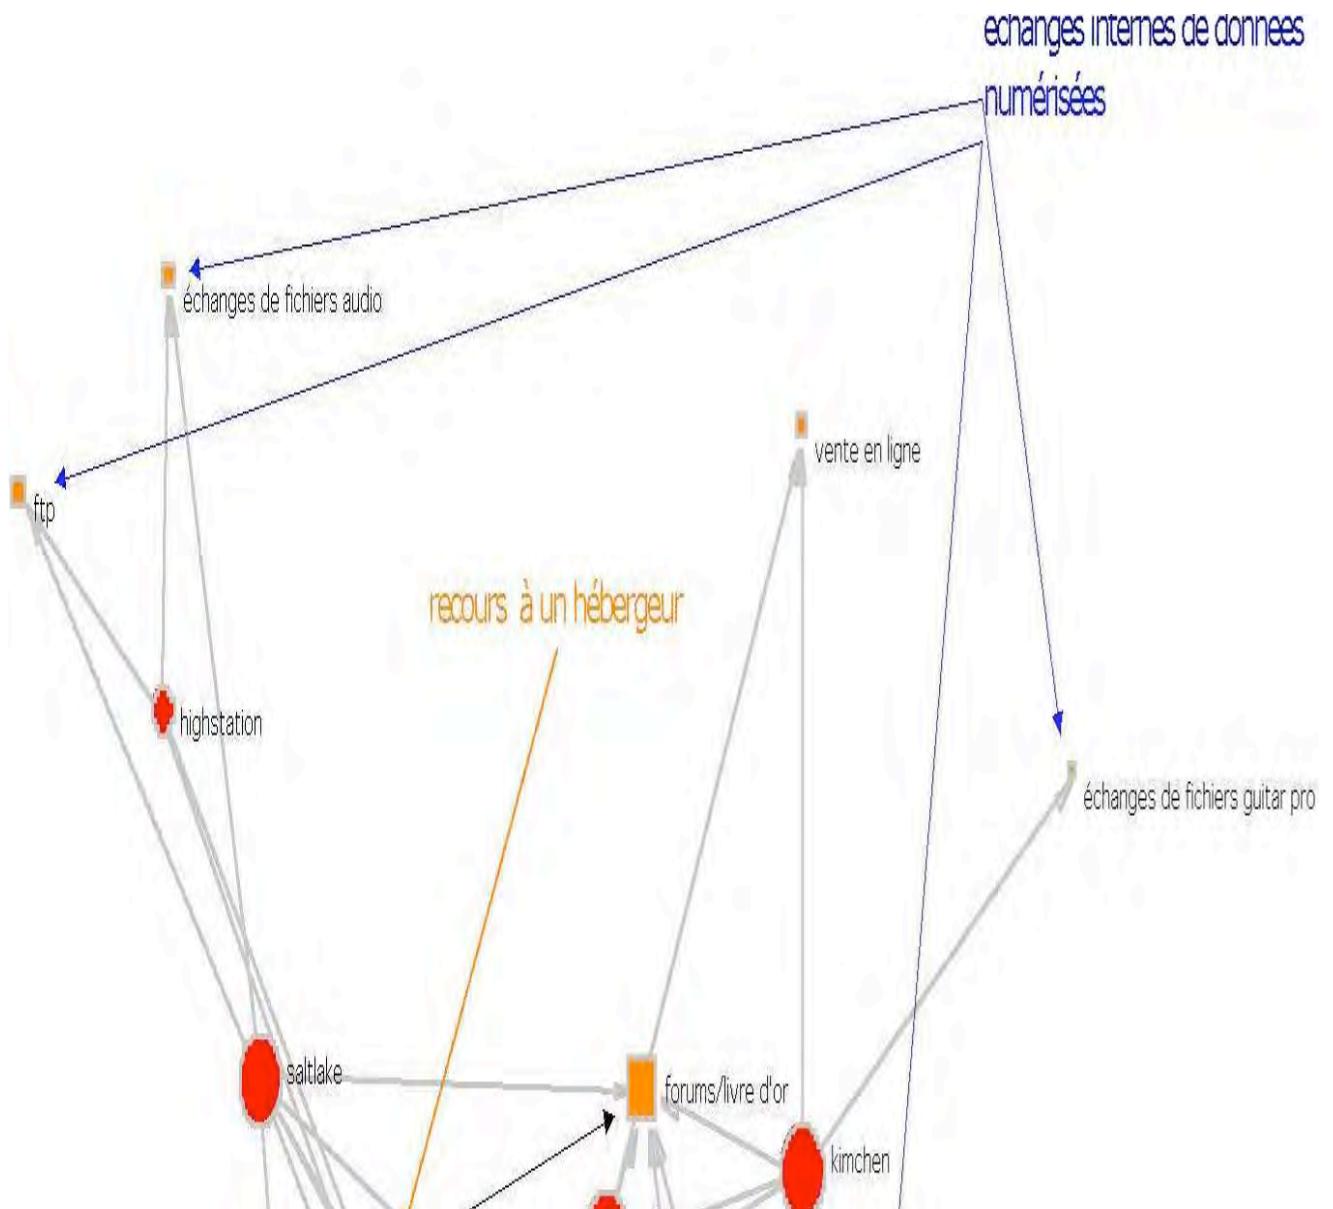 échanges internes de données
numérisées
échanges de fichiers audio
vente en ligne
ftp
recours à un hébergeur
highstation
échanges de fichiers guitar pro
saltlake
forums/livre d'or
kimchen